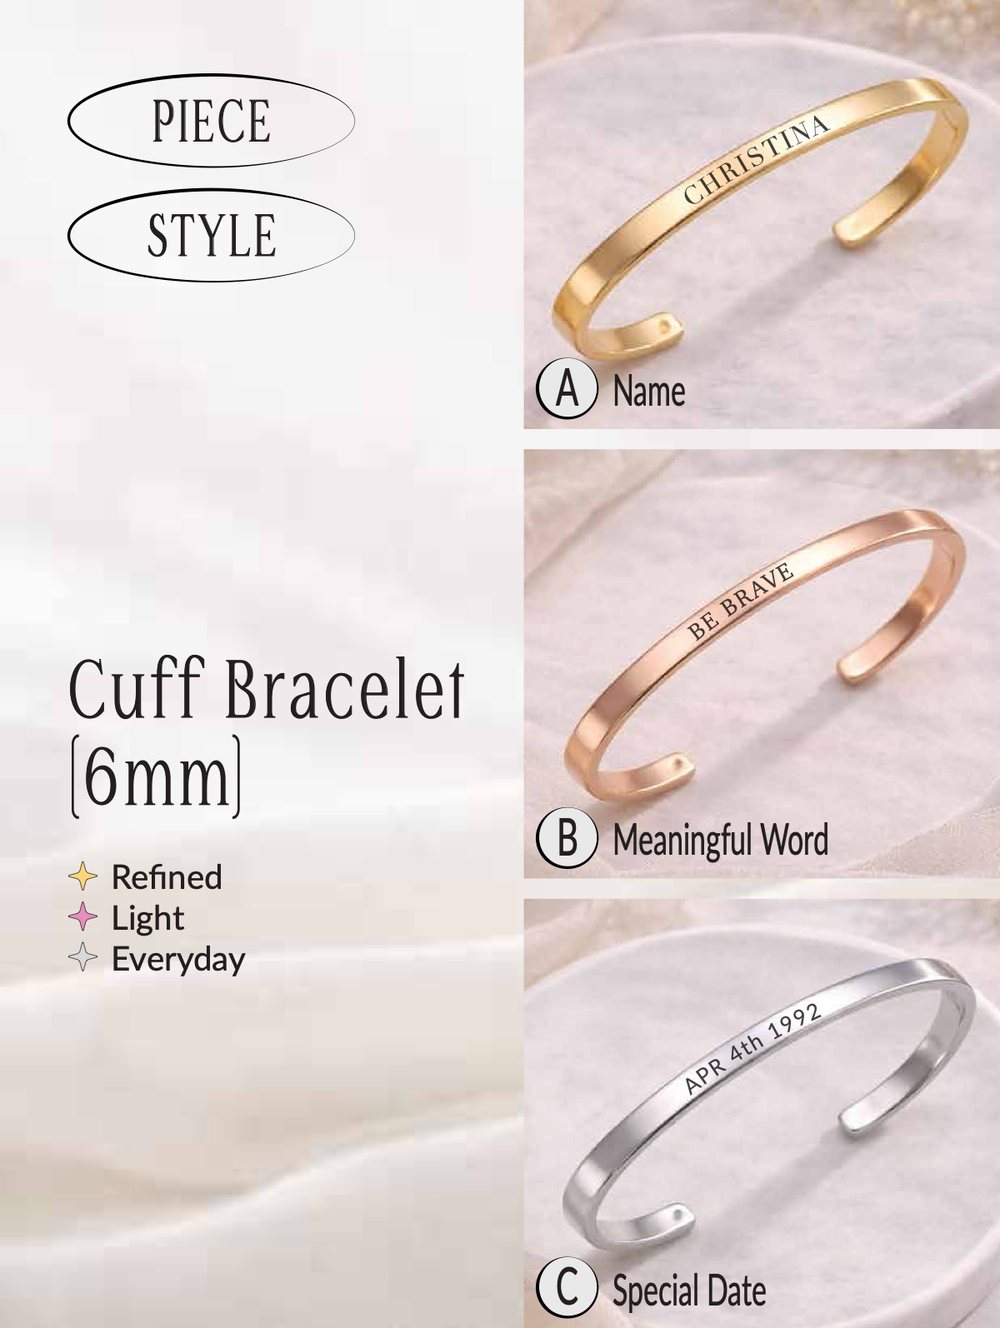 PIECE
STYLE
Cuff Bracelet
(6mm)
Refined
Light
Everyday
CHRISTINA
A Name
BE BRAVE
B Meaningful Word
APR 4th 1992
C Special Date